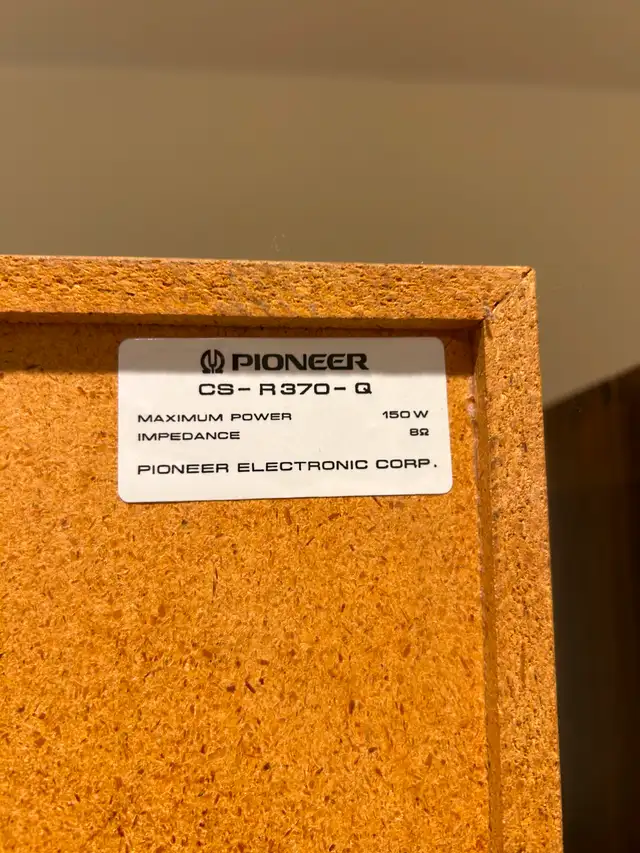 PIONEER
CS-R370-Q
MAXIMUM POWER 150W
IMPEDANCE 8Ω
PIONEER ELECTRONIC CORP.